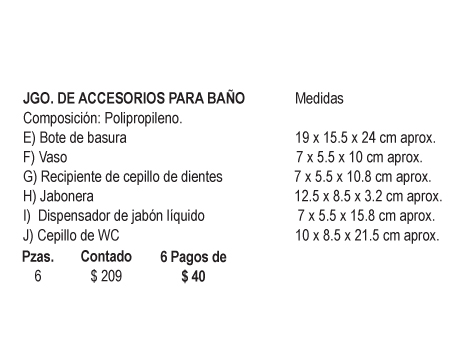 JGO. DE ACCESORIOS PARA BAÑO Medidas
Composición: Polipropileno.
E) Bote de basura 19 x 15.5 x 24 cm aprox.
F) Vaso 7 x 5.5 x 10 cm aprox.
G) Recipiente de cepillo de dientes 7 x 5.5 x 10.8 cm aprox.
H) Jabonera 12.5 x 8.5 x 3.2 cm aprox.
I) Dispensador de jabón líquido 7 x 5.5 x 15.8 cm aprox.
J) Cepillo de WC 10 x 8.5 x 21.5 cm aprox.
Pzas. Contado 6 Pagos de
6 $ 209 $ 40